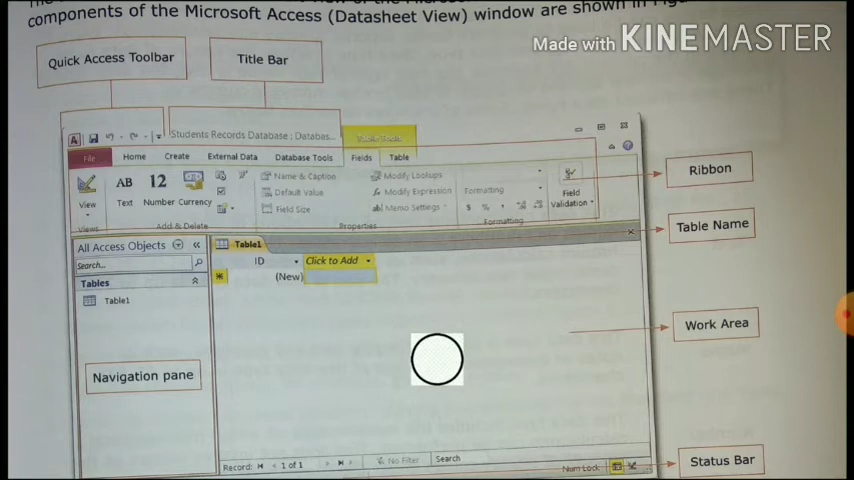 components of the Microsoft Access (Datasheet View) window are shown in
Made with KINEMASTER
Quick Access Toolbar
Title Bar
Students Records Database : Databas...
File Home Create External Data Database Tools Fields Table
Ribbon
AB 12
View Text Number Currency
Name & Caption
Default Value
Field Size
Modify Lookups
Modify Expression
ab| Memo Settings
Formatting
$ % ,
Field
Validation
Views Add & Delete Properties Formatting
Table Name
All Access Objects
Search...
Tables
Table1
Table1
ID Click to Add
(New)
Work Area
Navigation pane
Record: 1 of 1 No Filter Search
Num Lock
Status Bar